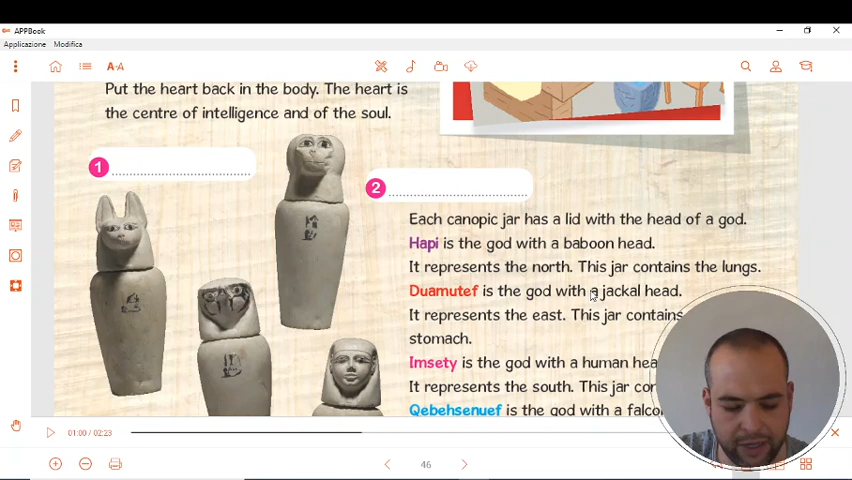 APPBook
Applicazione Modifica
A-A
Put the heart back in the body. The heart is
the centre of intelligence and of the soul.
1
2
Each canopic jar has a lid with the head of a god.
Hapi is the god with a baboon head.
It represents the north. This jar contains the lungs.
Duamutef is the god with a jackal head.
It represents the east. This jar contains
stomach.
Imsety is the god with a human
It represents the south. This jar
Qebehsenuef is the god with a
01:00 / 02:23
46